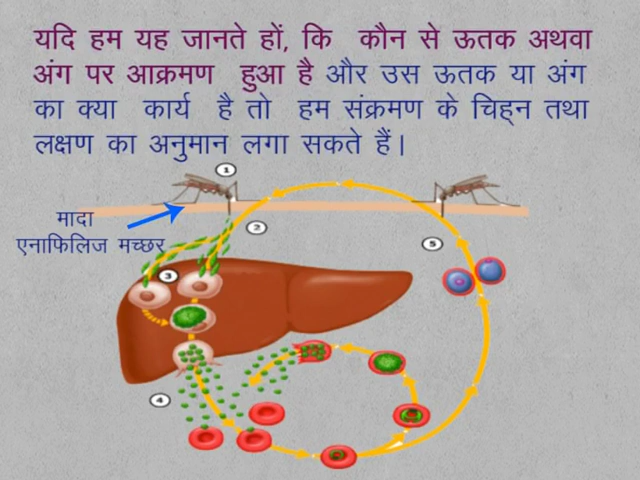 यदि हम यह जानते हों, कि कौन से ऊतक अथवा
अंग पर आक्रमण हुआ है और उस ऊतक या अंग
का क्या कार्य है तो हम संक्रमण के चिह्न तथा
लक्षण का अनुमान लगा सकते हैं।
1
मादा
एनाफिलिज मच्छर
2
5
3
4